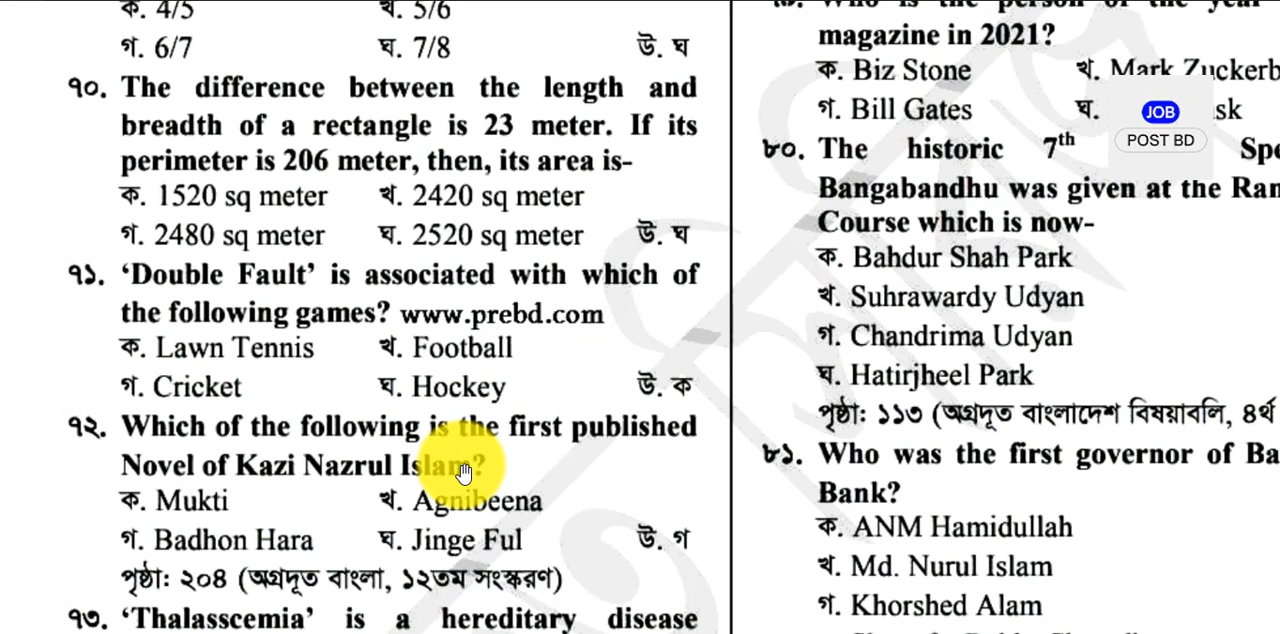 ক. 4/5 খ. 5/6
গ. 6/7 ঘ. 7/8 উ. ঘ
৭০. The difference between the length and
breadth of a rectangle is 23 meter. If its
perimeter is 206 meter, then, its area is-
ক. 1520 sq meter খ. 2420 sq meter
গ. 2480 sq meter ঘ. 2520 sq meter উ. ঘ
৭১. ‘Double Fault’ is associated with which of
the following games? www.prebd.com
ক. Lawn Tennis খ. Football
গ. Cricket ঘ. Hockey উ. ক
৭২. Which of the following is the first published
Novel of Kazi Nazrul Islam?
ক. Mukti খ. Agnibeena
গ. Badhon Hara ঘ. Jinge Ful উ. গ
পৃষ্ঠা: ২০৪ (অগ্রদূত বাংলা, ১২তম সংস্করণ)
৭৩. ‘Thalasscemia’ is a hereditary disease
Who is the person of the year
magazine in 2021?
ক. Biz Stone খ. Mark Zuckerb
গ. Bill Gates ঘ. sk
JOB
POST BD
৮০. The historic 7th Spe
Bangabandhu was given at the Ran
Course which is now-
ক. Bahdur Shah Park
খ. Suhrawardy Udyan
গ. Chandrima Udyan
ঘ. Hatirjheel Park
পৃষ্ঠা: ১১৩ (অগ্রদূত বাংলাদেশ বিষয়াবলি, ৪র্থ
৮১. Who was the first governor of Ba
Bank?
ক. ANM Hamidullah
খ. Md. Nurul Islam
গ. Khorshed Alam